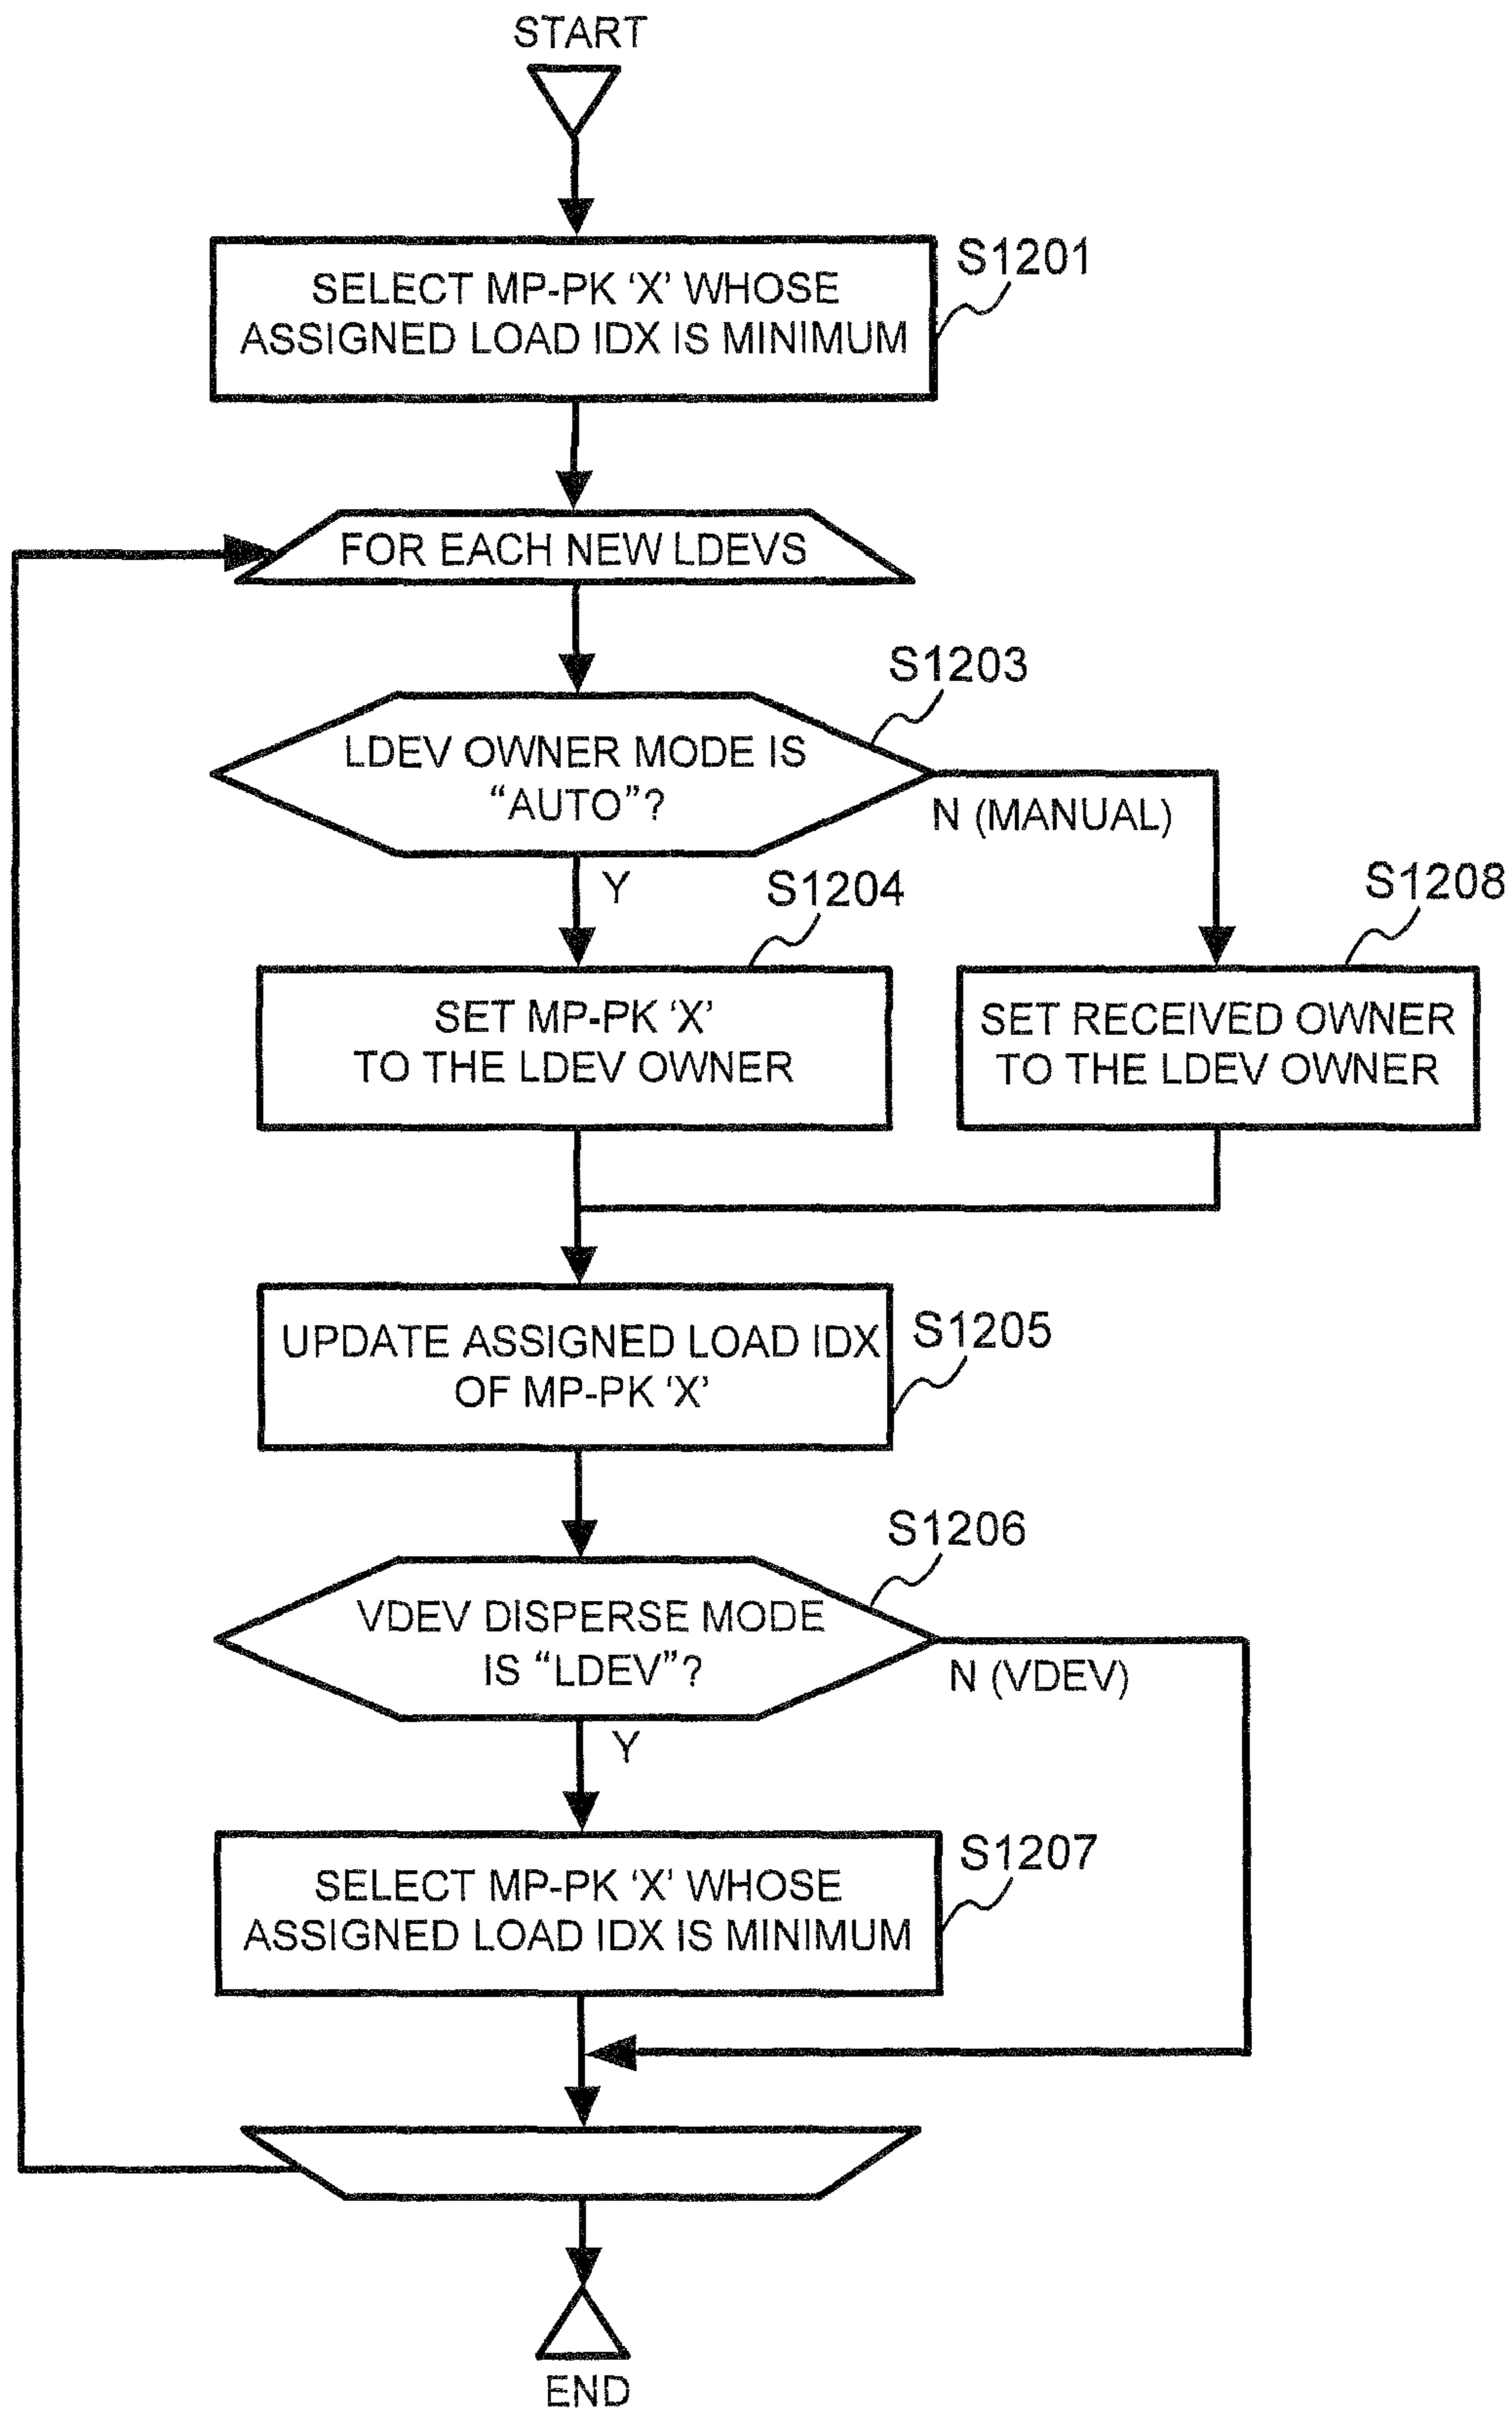 START
S1201
SELECT MP-PK ‘X’ WHOSE
ASSIGNED LOAD IDX IS MINIMUM
FOR EACH NEW LDEVS
S1203
LDEV OWNER MODE IS
“AUTO”?
N (MANUAL)
Y
S1204
S1208
SET MP-PK ‘X’
TO THE LDEV OWNER
SET RECEIVED OWNER
TO THE LDEV OWNER
S1205
UPDATE ASSIGNED LOAD IDX
OF MP-PK ‘X’
S1206
VDEV DISPERSE MODE
IS “LDEV”?
N (VDEV)
Y
S1207
SELECT MP-PK ‘X’ WHOSE
ASSIGNED LOAD IDX IS MINIMUM
END